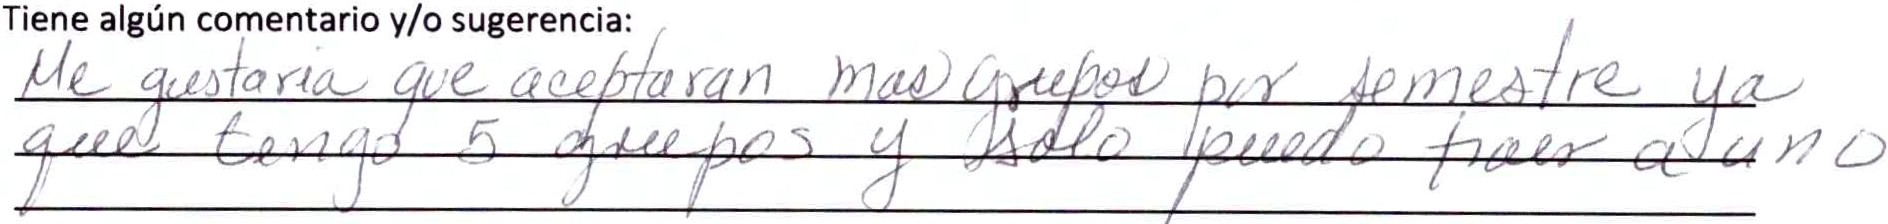 Tiene algún comentario y/o sugerencia:
Me gustaria que aceptaran mas grupos por semestre ya
que tengo 5 grupos y solo puedo traer a uno